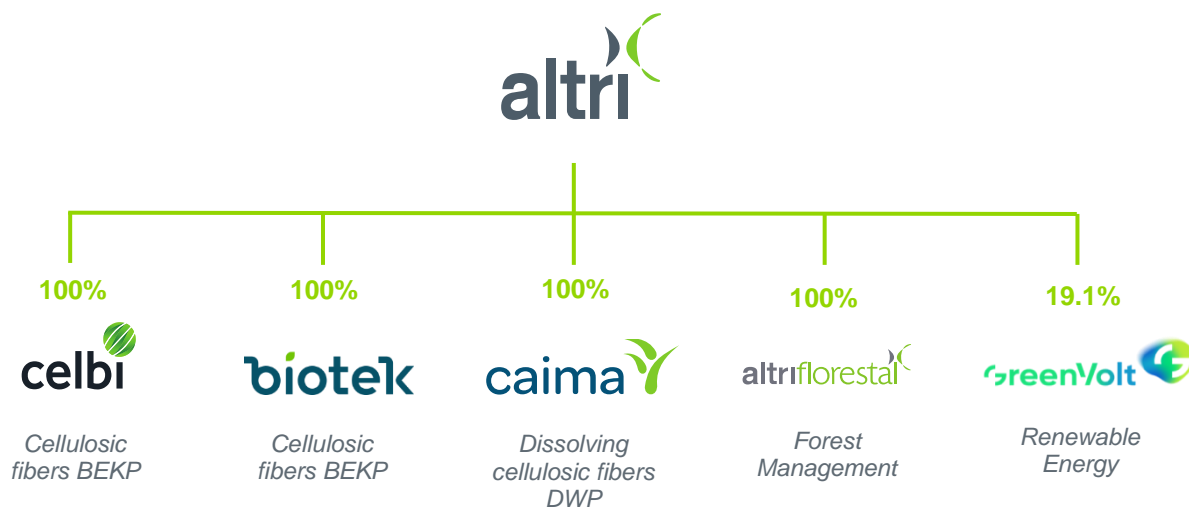 altri
100%
100%
100%
100%
19.1%
celbi
biotek
caima
altriflorestal
GreenVolt
Cellulosic
fibers BEKP
Cellulosic
fibers BEKP
Dissolving
cellulosic fibers
DWP
Forest
Management
Renewable
Energy